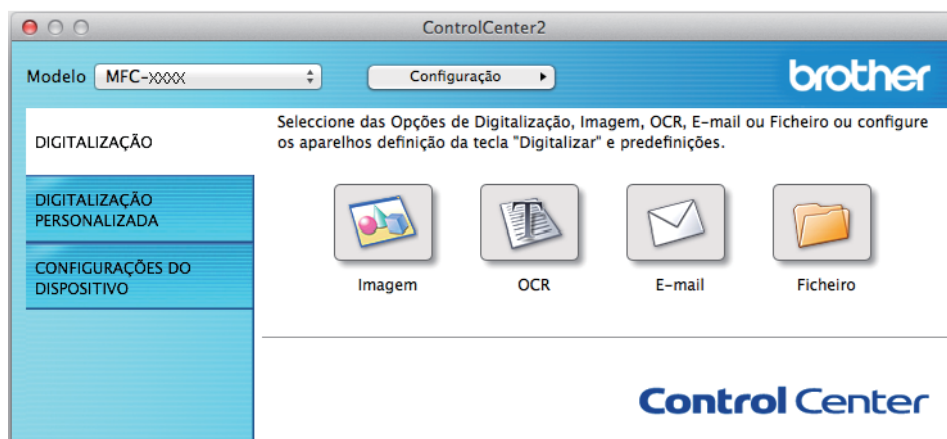 ControlCenter2
Modelo MFC-XXXX Configuração brother
DIGITALIZAÇÃO
Seleccione das Opções de Digitalização, Imagem, OCR, E-mail ou Ficheiro ou configure
os aparelhos definição da tecla "Digitalizar" e predefinições.
DIGITALIZAÇÃO
PERSONALIZADA
CONFIGURAÇÕES DO
DISPOSITIVO
Imagem OCR E-mail Ficheiro
Control Center